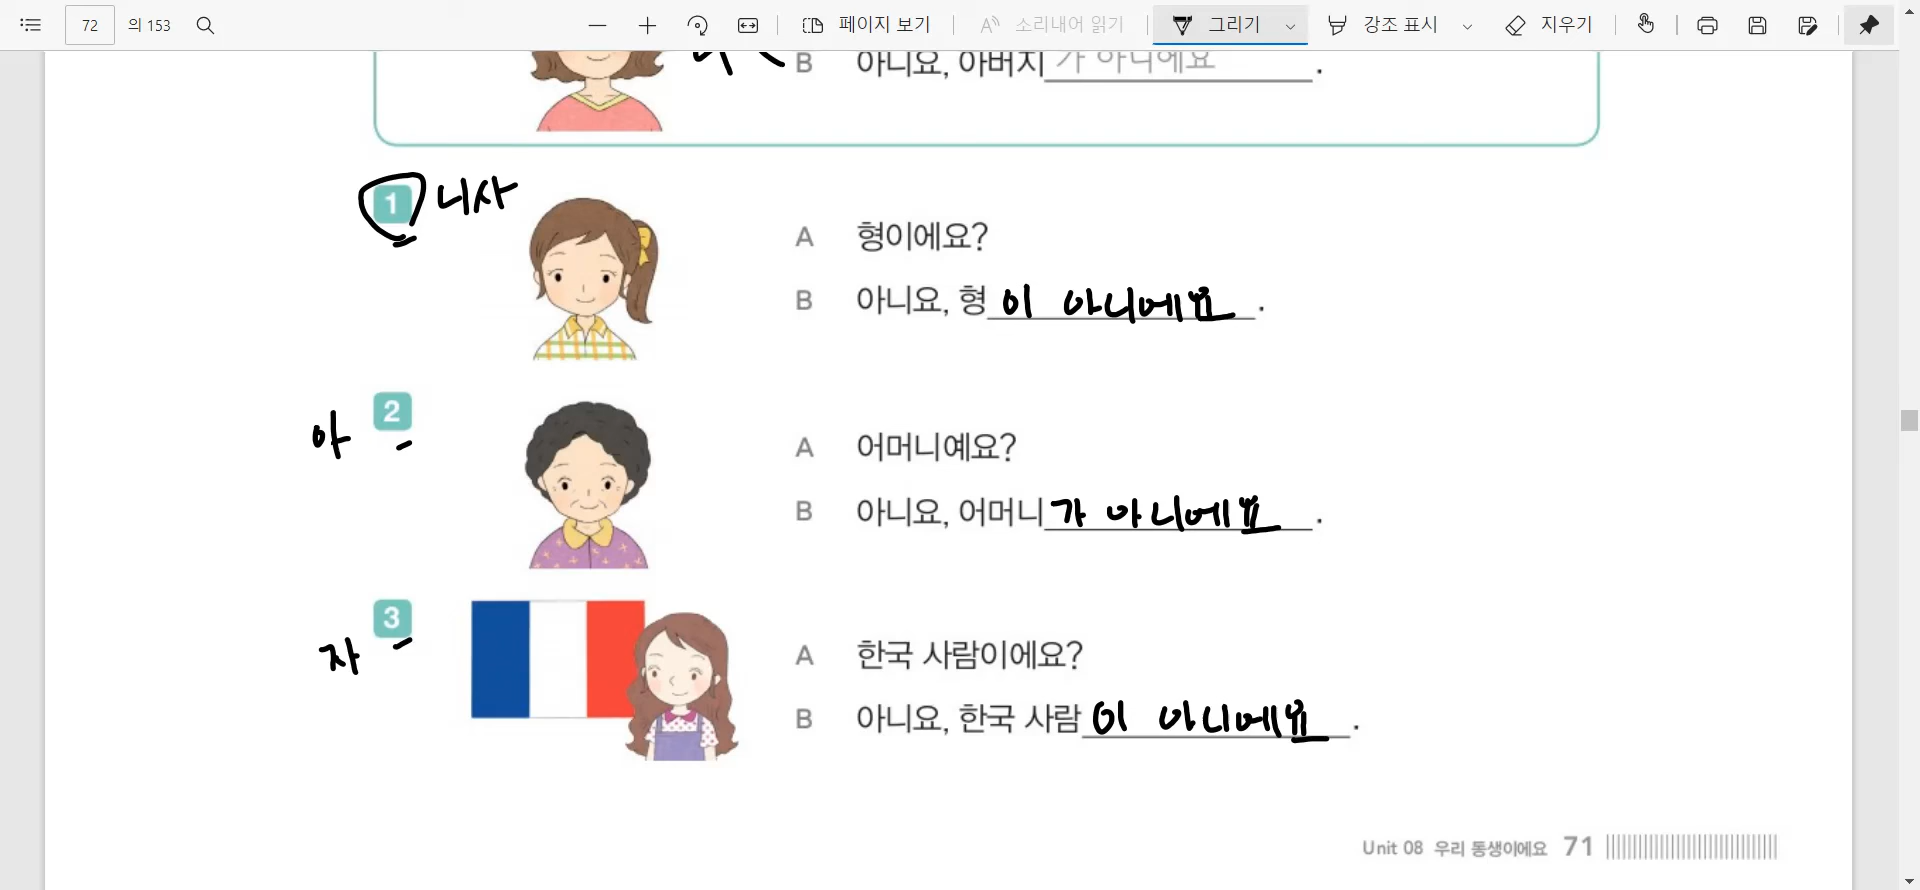 72 의 153 페이지 보기 소리내어 읽기 그리기 강조 표시 지우기
B 아니요, 아버지 가 아니에요 .
1 니사
A 형이에요?
B 아니요, 형 이 아니에요 .
아 2
A 어머니예요?
B 아니요, 어머니 가 아니에요 .
3
자
A 한국 사람이에요?
B 아니요, 한국 사람 이 아니에요 .
Unit 08 우리 동생이에요 71